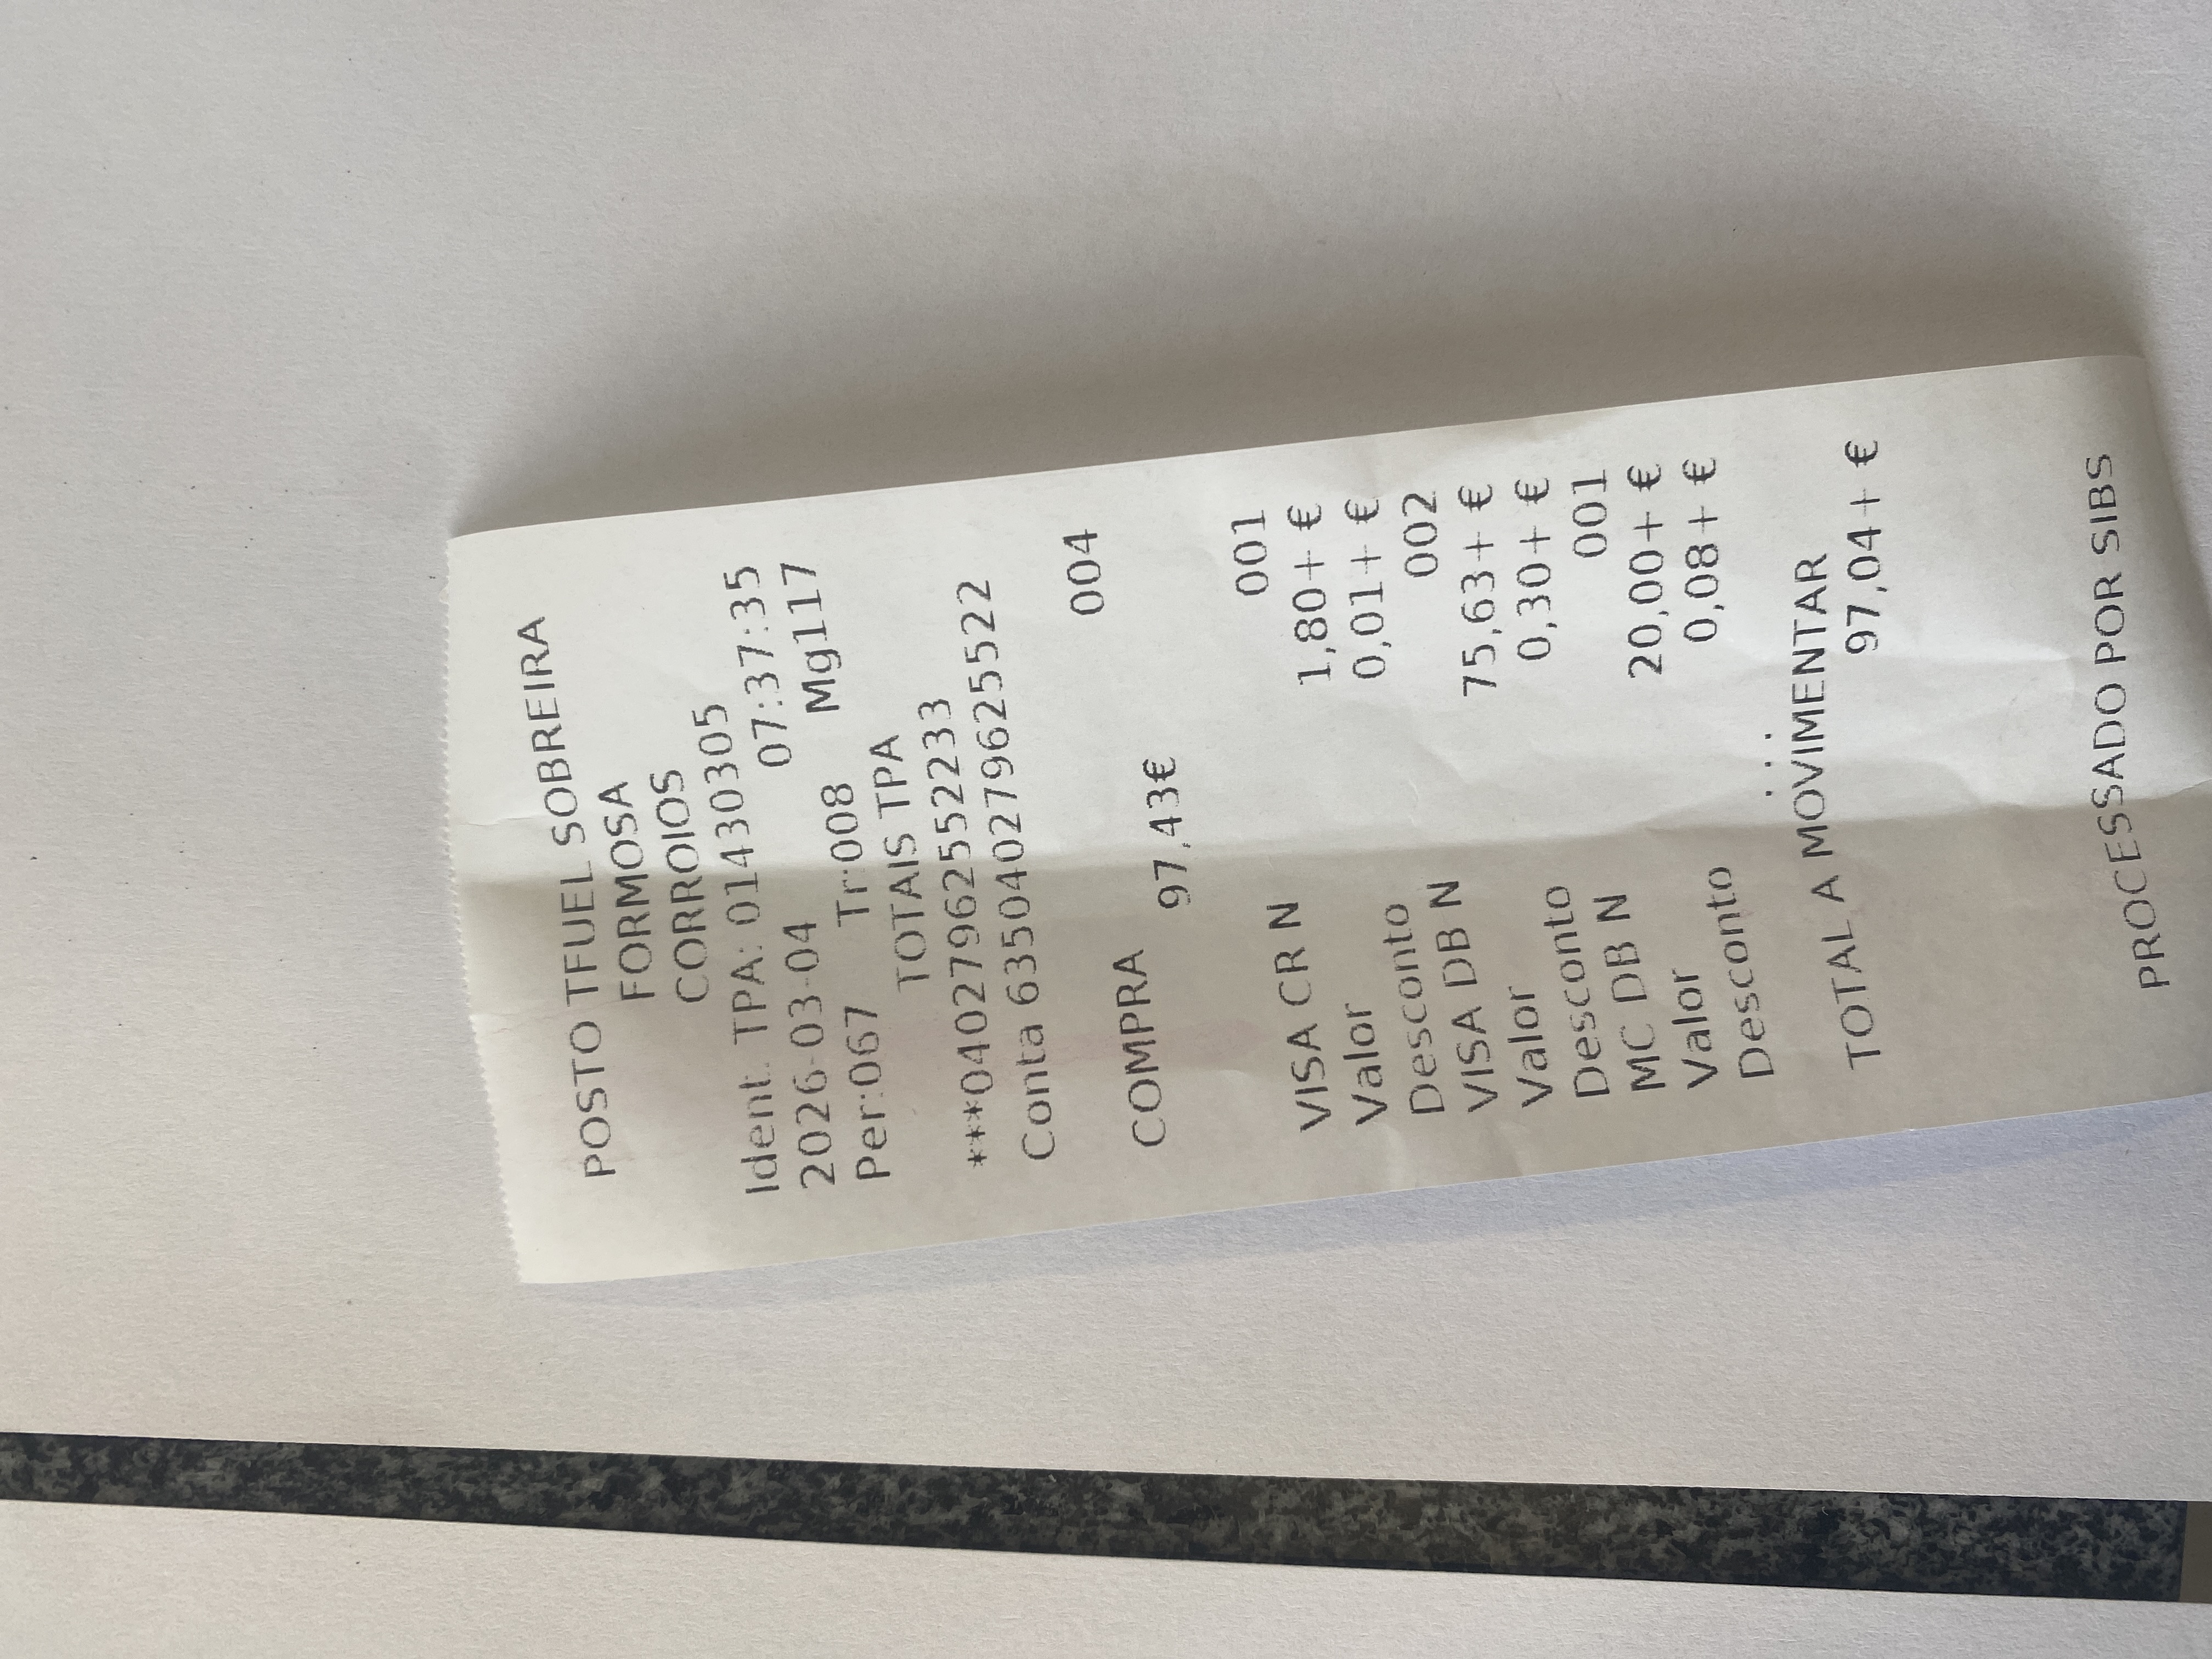 POSTO TFUEL SOBREIRA
FORMOSA
CORROIOS
Ident. TPA: 01430305
2026-03-04 07:37:35
Per:067 Tr:008 Mg117
TOTAIS TPA
***04027962552233
Conta 6350402796255522
COMPRA 004
97,43€
VISA CR N 001
Valor 1,80+ €
Desconto 0,01+ €
VISA DB N 002
Valor 75,63+ €
Desconto 0,30+ €
MC DB N 001
Valor 20,00+ €
Desconto 0,08+ €
...
TOTAL A MOVIMENTAR
97,04+ €
PROCESSADO POR SIBS